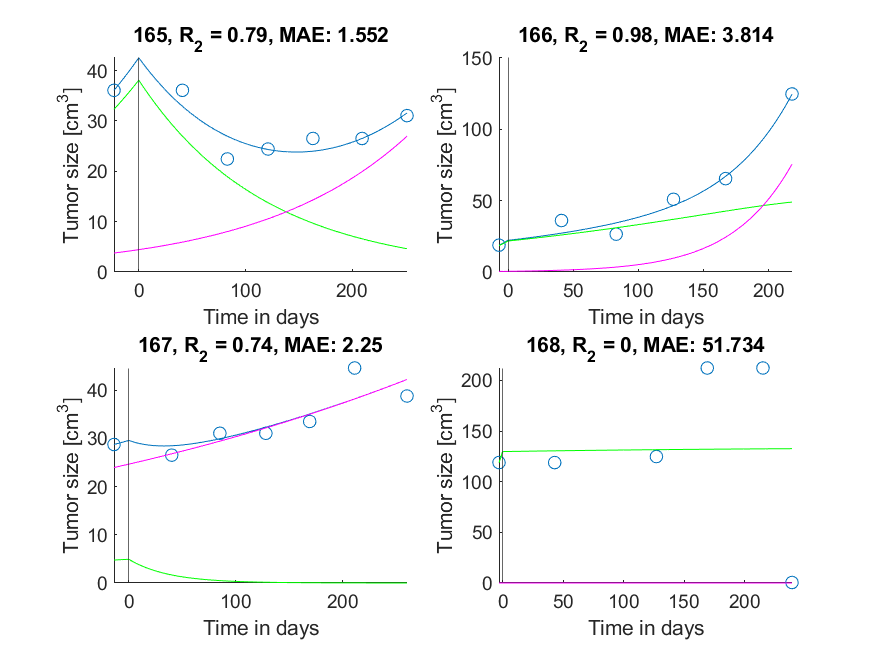 165, R2 = 0.79, MAE: 1.552
Tumor size [cm3]
40
30
20
10
0
0 100 200
Time in days
166, R2 = 0.98, MAE: 3.814
Tumor size [cm3]
150
100
50
0
0 50 100 150 200
Time in days
167, R2 = 0.74, MAE: 2.25
Tumor size [cm3]
40
30
20
10
0
0 100 200
Time in days
168, R2 = 0, MAE: 51.734
Tumor size [cm3]
200
150
100
50
0
0 50 100 150 200
Time in days